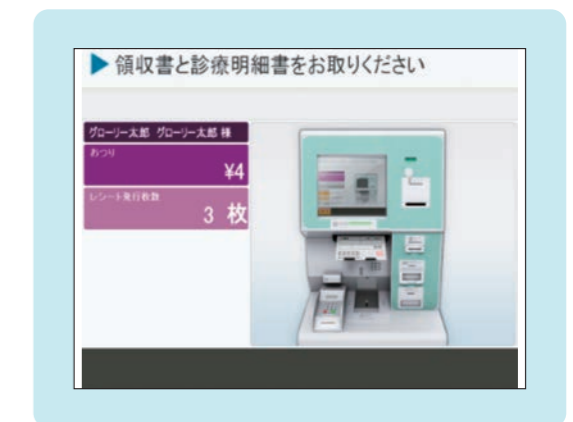 領収書と診療明細書をお取りください
グローリー太郎 グローリー太郎 様
おつり
¥4
レシート発行枚数
3 枚